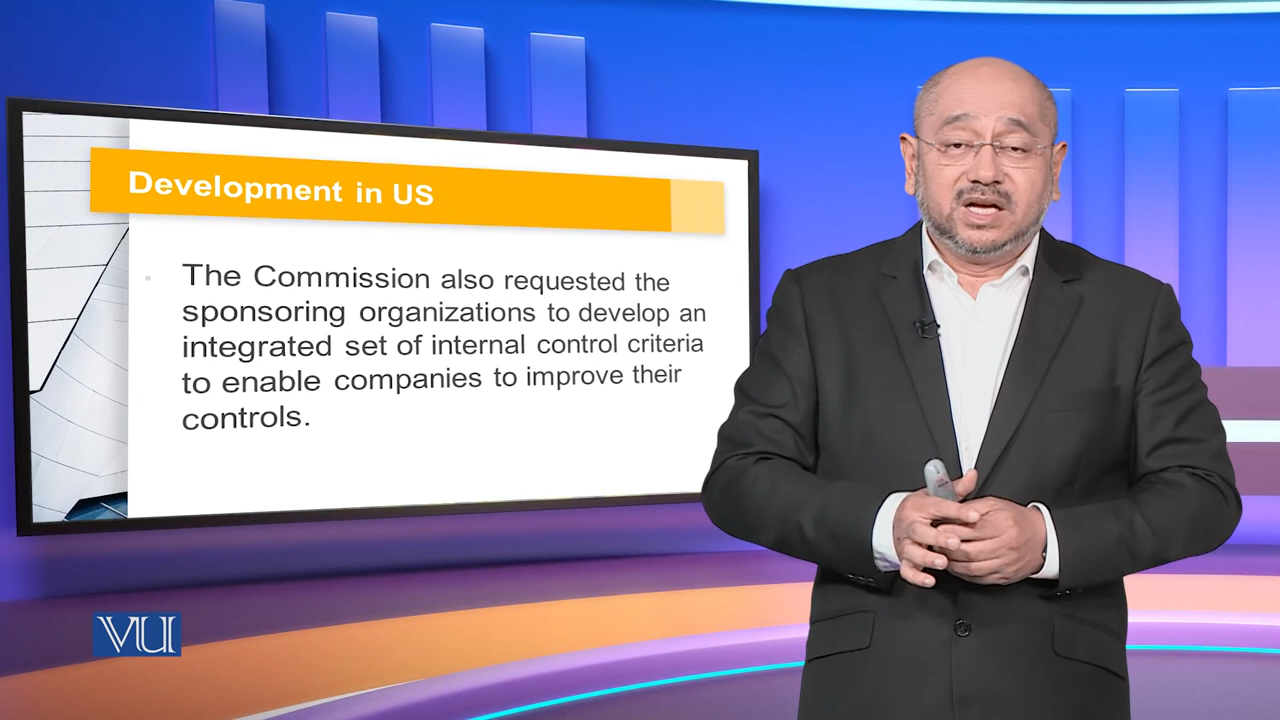 Development in US
The Commission also requested the
sponsoring organizations to develop an
integrated set of internal control criteria
to enable companies to improve their
controls.
VU